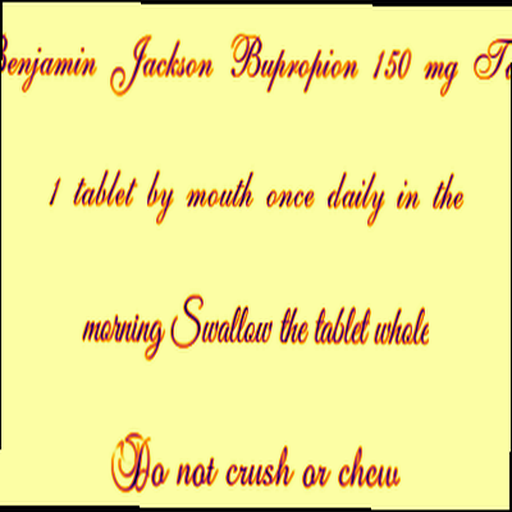 Benjamin Jackson Bupropion 150 mg
1 tablet by mouth once daily in the
morning Swallow the tablet whole
Do not crush or chew